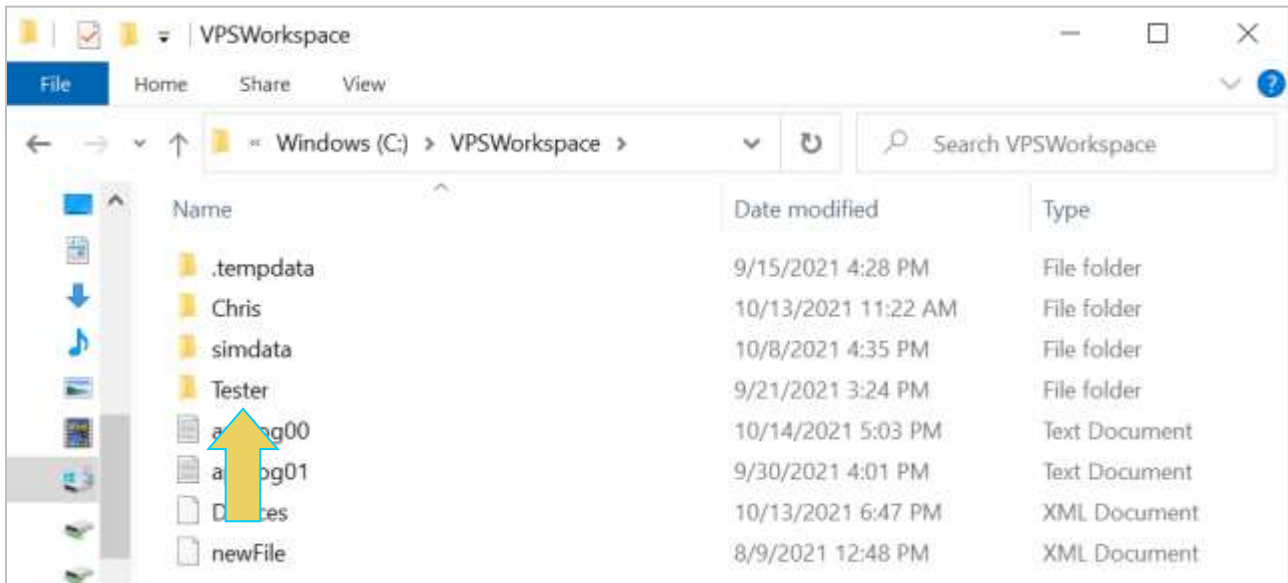 VPSWorkspace
File Home Share View
« Windows (C:) > VPSWorkspace > Search VPSWorkspace
Name Date modified Type
.tempdata 9/15/2021 4:28 PM File folder
Chris 10/13/2021 11:22 AM File folder
simdata 10/8/2021 4:35 PM File folder
Tester 9/21/2021 3:24 PM File folder
10/14/2021 5:03 PM Text Document
9/30/2021 4:01 PM Text Document
10/13/2021 6:47 PM XML Document
newFile 8/9/2021 12:48 PM XML Document